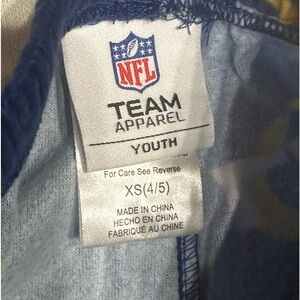 NFL
TEAM
APPAREL
YOUTH
For Care See Reverse
XS(4/5)
MADE IN CHINA
HECHO EN CHINA
FABRIQUÉ AU CHINE